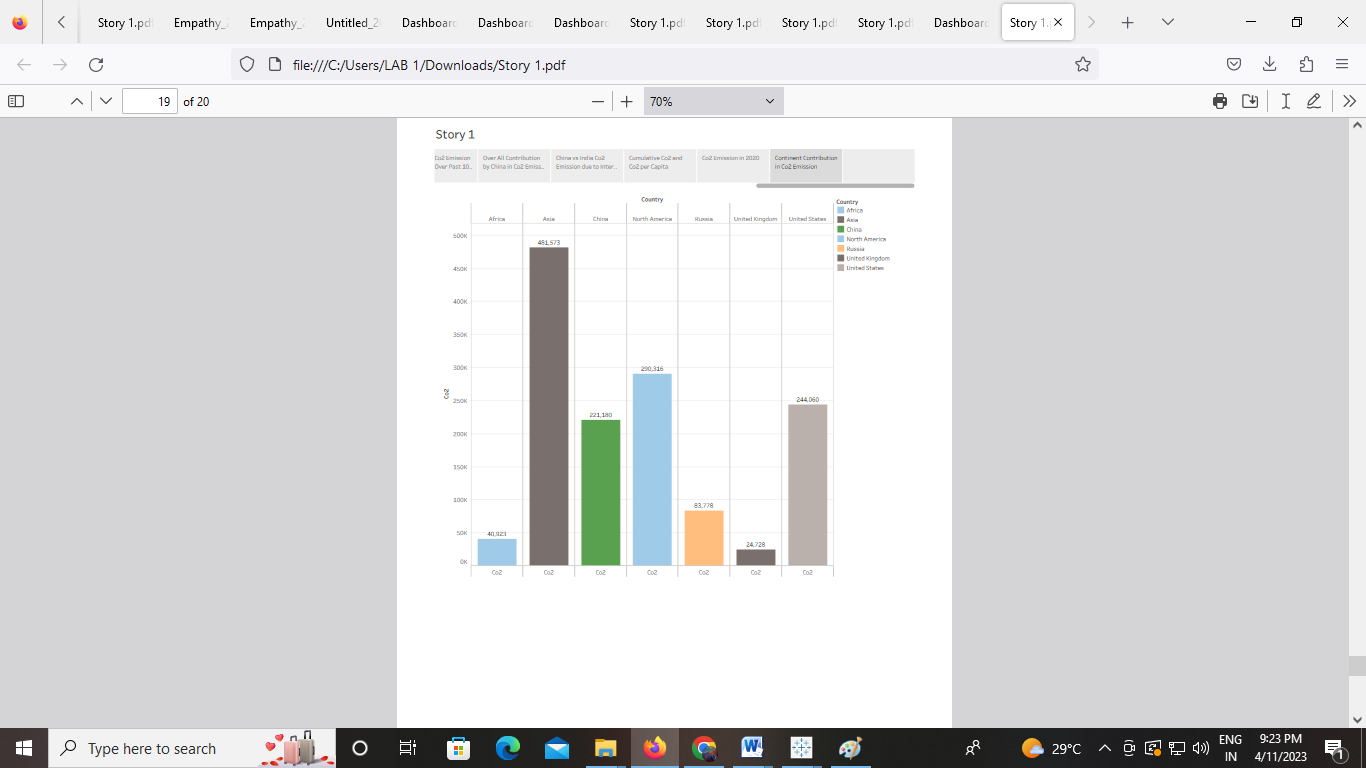 Story 1.pdf
Empathy_
Empathy_
Untitled_2
Dashboard
Dashboard
Dashboard
Story 1.pdf
Story 1.pdf
Story 1.pdf
Story 1.pdf
Dashboard
Story 1.
file:///C:/Users/LAB 1/Downloads/Story 1.pdf
19 of 20
70%
Story 1
Co2 Emission
Over Past 10...
Over All Contribution
by China in Co2 Emiss...
China vs India Co2
Emission due to Inter...
Cumulative Co2 and
Co2 per Capita
Co2 Emission in 2020
Continent Contribution
in Co2 Emission
Country
Africa Asia China North America Russia United Kingdom United States
500K
450K
400K
350K
300K
250K
200K
150K
100K
50K
0K
Co2
40,923
481,573
221,180
290,316
83,778
24,728
244,060
Co2 Co2 Co2 Co2 Co2 Co2 Co2
Country
Africa
Asia
China
North America
Russia
United Kingdom
United States
Type here to search
29°C
ENG
IN
9:23 PM
4/11/2023
1